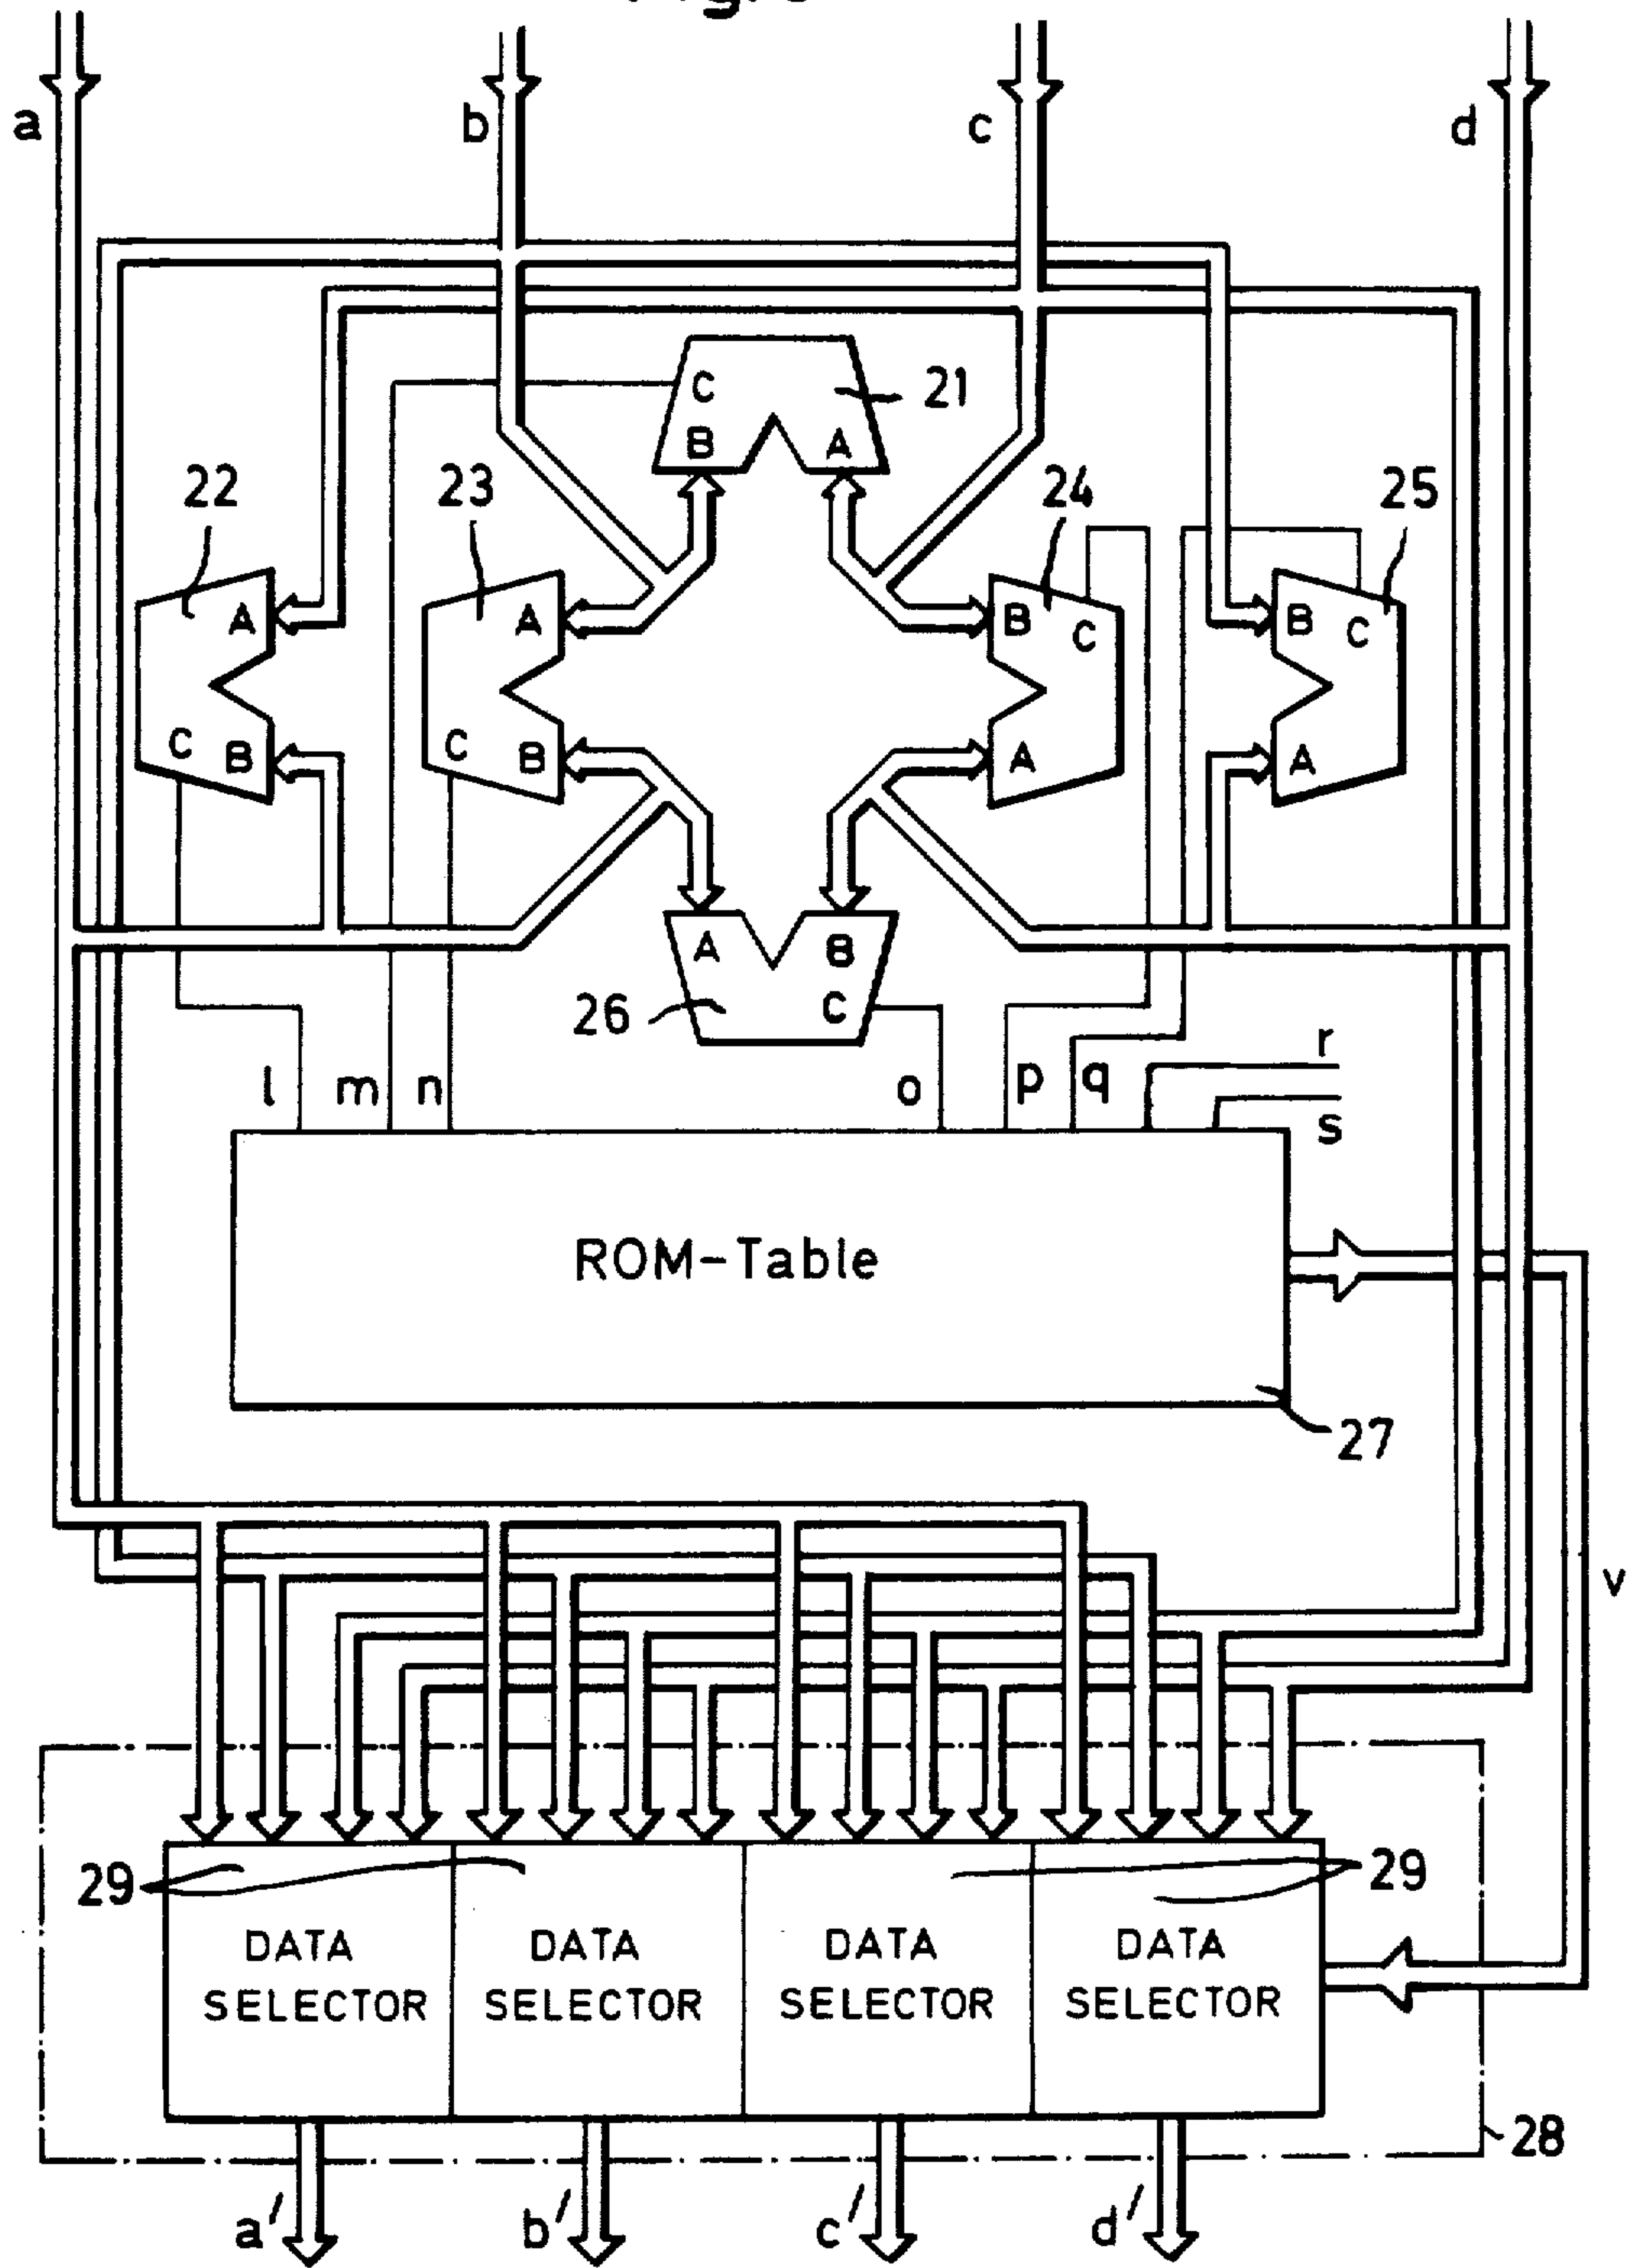 a b c d
C 21
B A
22 23 24 25
A A B C B C
C B C B A A
A B
26 C
r
l m n o p q
s
ROM-Table
27
v
29 29
DATA DATA DATA DATA
SELECTOR SELECTOR SELECTOR SELECTOR
28
a' b' c' d'